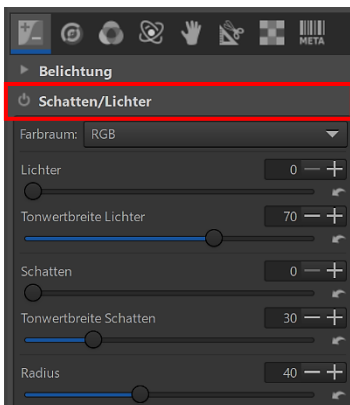 META
Belichtung
Schatten/Lichter
Farbraum: RGB
Lichter 0
Tonwertbreite Lichter 70
Schatten 0
Tonwertbreite Schatten 30
Radius 40